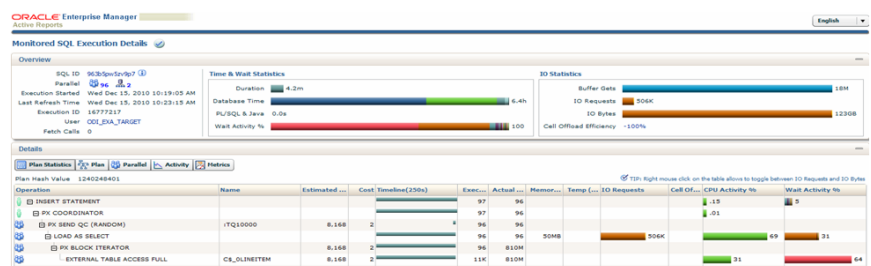 ORACLE Enterprise Manager
Active Reports
English
Monitored SQL Execution Details
Overview
SQL ID 963b5pw5zv9p7
Parallel 96 2
Execution Started Wed Dec 15, 2010 10:19:05 AM
Last Refresh Time Wed Dec 15, 2010 10:23:15 AM
Execution ID 16777217
User ODI_EXA_TARGET
Fetch Calls 0
Time & Wait Statistics
Duration 4.2m
Database Time 6.4h
PL/SQL & Java 0.0s
Wait Activity % 100
IO Statistics
Buffer Gets 18M
IO Requests 506K
IO Bytes 123GB
Cell Offload Efficiency -100%
Details
Plan Statistics Plan Parallel Activity Metrics
Plan Hash Value 1240248401
TIP: Right mouse click on the table allows to toggle between IO Requests and IO Bytes
Operation Name Estimated ... Cost Timeline(250s) Exec... Actual ... Memor... Temp (... IO Requests Cell Of... CPU Activity % Wait Activity %
INSERT STATEMENT 97 96 .15 5
PX COORDINATOR 97 96 .01
PX SEND QC (RANDOM) :TQ10000 8,168 2 96 96
LOAD AS SELECT 96 96 50MB 506K 69 31
PX BLOCK ITERATOR 8,168 2 96 810M
EXTERNAL TABLE ACCESS FULL C$_0LINEITEM 8,168 2 11K 810M 31 64